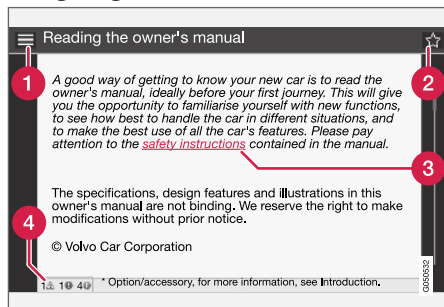 Reading the owner's manual
1
2
A good way of getting to know your new car is to read the
owner's manual, ideally before your first journey. This will give
you the opportunity to familiarise yourself with new functions,
to see how best to handle the car in different situations, and
to make the best use of all the car's features. Please pay
attention to the safety instructions contained in the manual.
3
The specifications, design features and illustrations in this
owner's manual are not binding. We reserve the right to make
modifications without prior notice.
4
© Volvo Car Corporation
1 1 4 * Option/accessory, for more information, see Introduction.
G050532